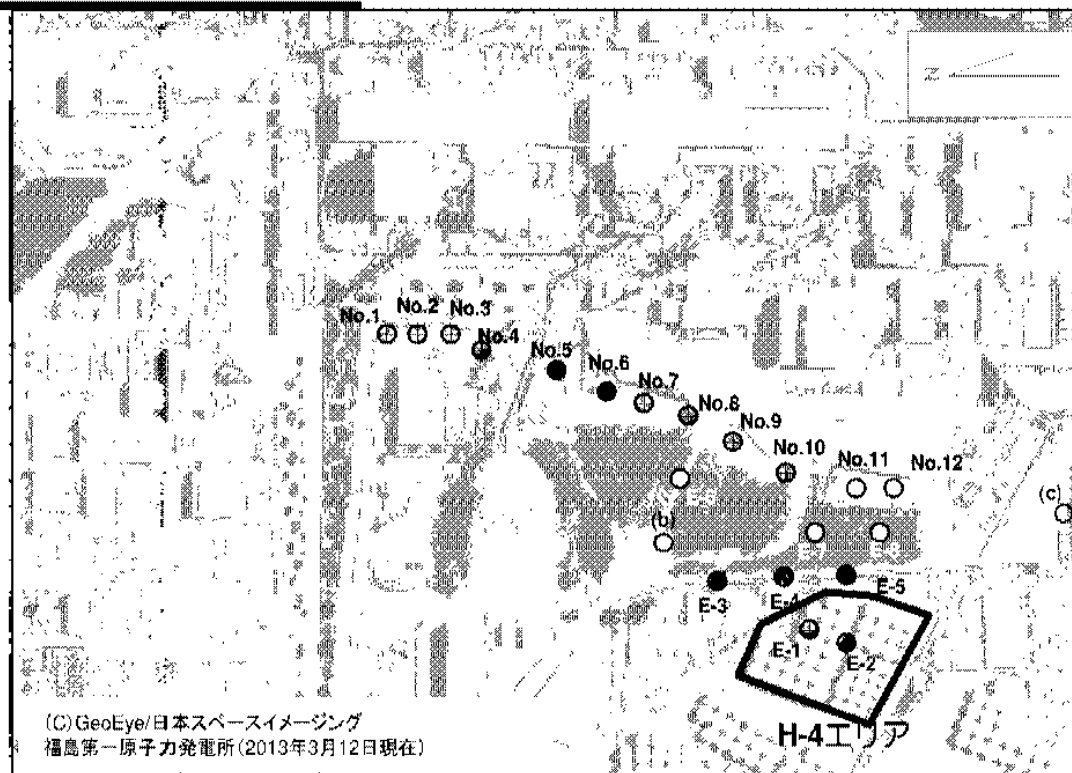 Z
No.1
No.2
No.3
No.4
No.5
No.6
No.7
No.8
No.9
No.10
No.11
No.12
(b)
(c)
E-3
E-4
E-5
E-1
E-2
H-4エリア
(C)GeoEye/日本スペースイメージング
福島第一原子力発電所(2013年3月12日現在)